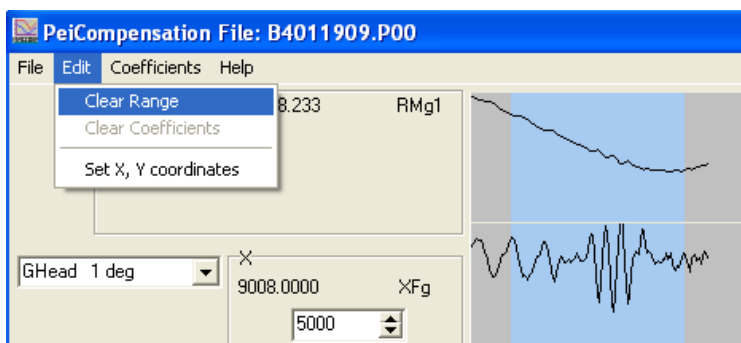 PeiCompensation File: B4011909.P00
File Edit Coefficients Help
Clear Range
8.233 RMg1
Clear Coefficients
Set X, Y coordinates
GHead 1 deg
X
9008.0000 XFg
5000